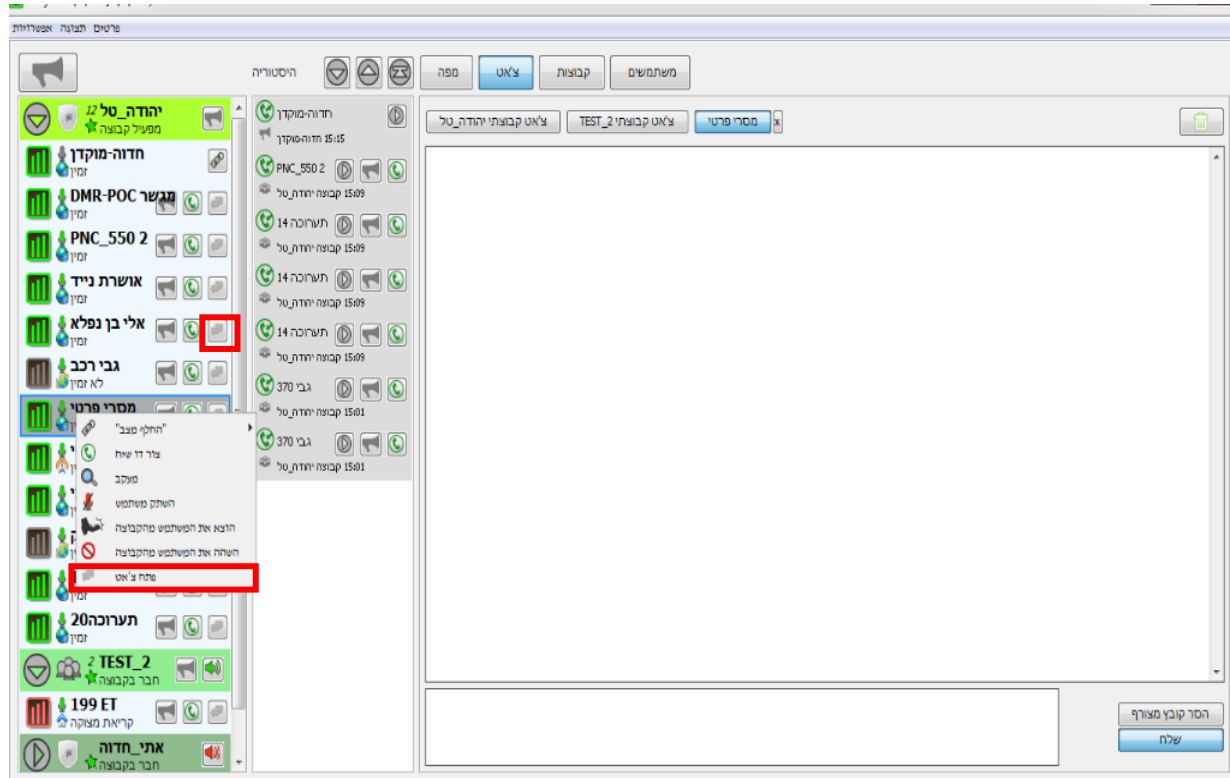 פרטים תצוגה אפשרויות
היסטוריה
מפה
צ'אט
קבוצות
משתמשים
יהודה_טל 12
מפעיל קבוצה
חדוה-מוקדן
זמין
מגשר DMR-POC
זמין
PNC_550 2
זמין
אושרת נייד
זמין
אלי בן נפלא
זמין
גבי רכב
לא זמין
מסרי פרטי
"החלף מצב"
צור דו שיח
מעקב
השתק משתמש
הוצא את המשתמש מהקבוצה
השהה את המשתמש מהקבוצה
פתח צ'אט
זמין
תערוכה20
זמין
TEST_2 2
חבר בקבוצה
199 ET
קריאת מצוקה
אתי_חדוה_
חבר בקבוצה
חדוה-מוקדן
15:15 חדוה-מוקדן
PNC_550 2
15:09 קבוצה יהודה_טל
תערוכה 14
15:09 קבוצה יהודה_טל
תערוכה 14
15:09 קבוצה יהודה_טל
תערוכה 14
15:09 קבוצה יהודה_טל
גבי 370
15:01 קבוצה יהודה_טל
גבי 370
15:01 קבוצה יהודה_טל
צ'אט קבוצתי יהודה_טל
צ'אט קבוצתי TEST_2
מסרי פרטי
x
הסר קובץ מצורף
שלח